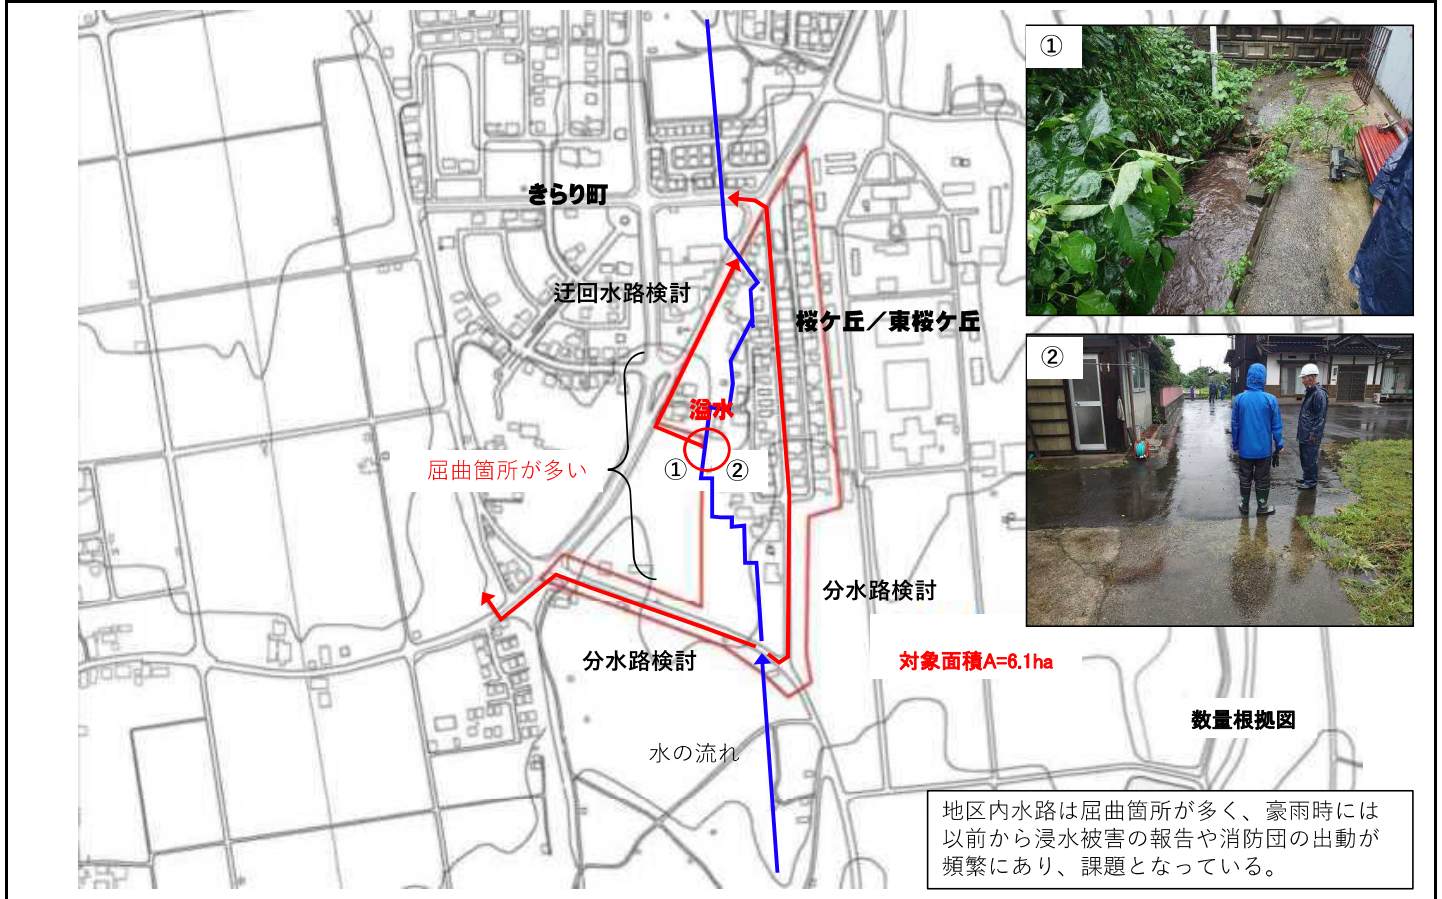 ①
きらり町
迂回水路検討
桜ケ丘／東桜ケ丘
②
溢水
屈曲箇所が多い
①
②
分水路検討
分水路検討
対象面積A=6.1ha
数量根拠図
水の流れ
地区内水路は屈曲箇所が多く、豪雨時には
以前から浸水被害の報告や消防団の出動が
頻繁にあり、課題となっている。